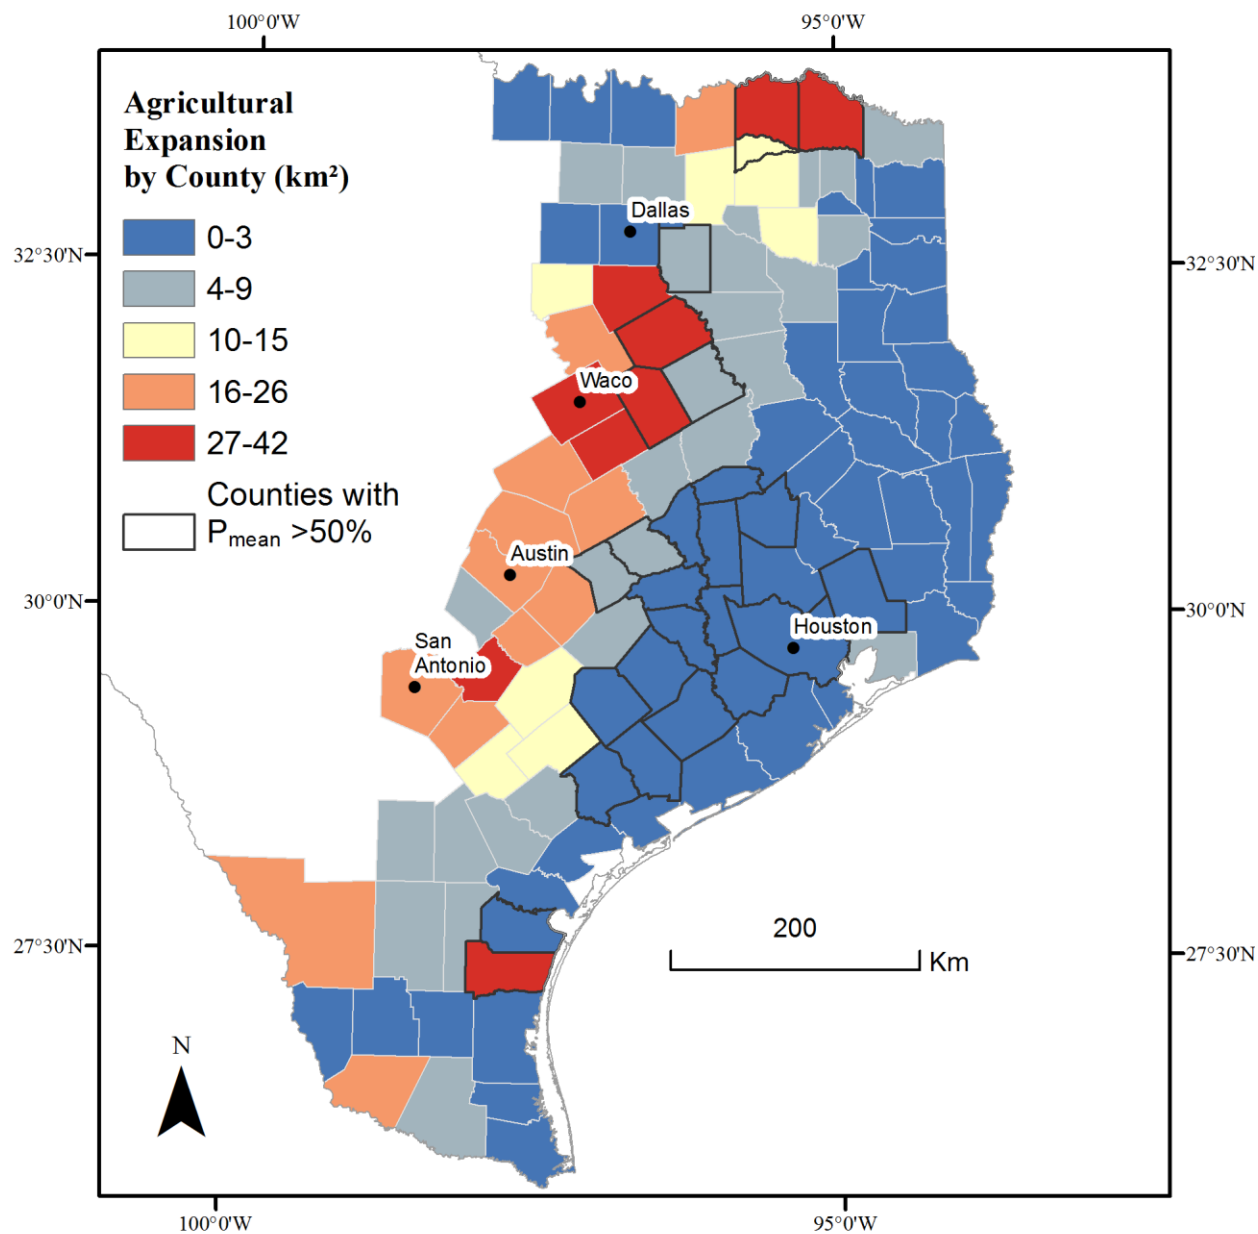 100°0'W
95°0'W
Agricultural
Expansion
by County (km²)
0-3
4-9
10-15
16-26
27-42
Counties with
Pmean >50%
Dallas
Waco
Austin
San
Antonio
Houston
32°30'N
32°30'N
30°0'N
30°0'N
27°30'N
27°30'N
200
Km
N
100°0'W
95°0'W